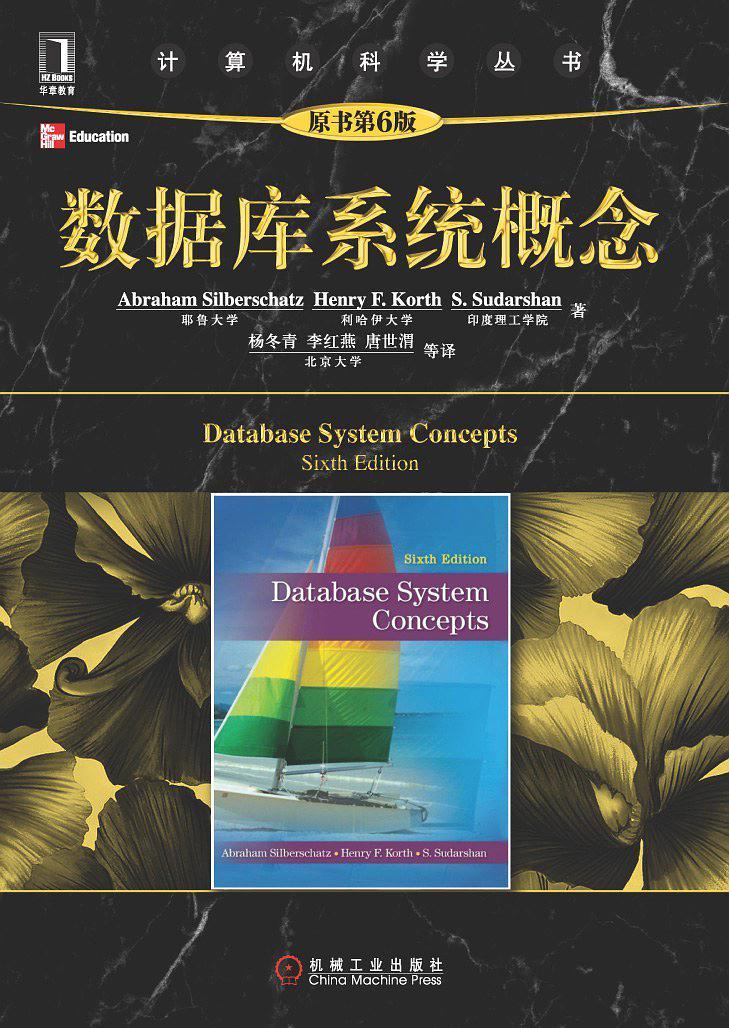 计算机科学丛书
HZ BOOKS
华章教育
原书第6版
Mc Graw Hill Education
数据库系统概念
Abraham Silberschatz Henry F. Korth S. Sudarshan 著
耶鲁大学 利哈伊大学 印度理工学院
杨冬青 李红燕 唐世渭 等译
北京大学
Database System Concepts
Sixth Edition
Sixth Edition
Database System
Concepts
Abraham Silberschatz • Henry F. Korth • S. Sudarshan
机械工业出版社
China Machine Press